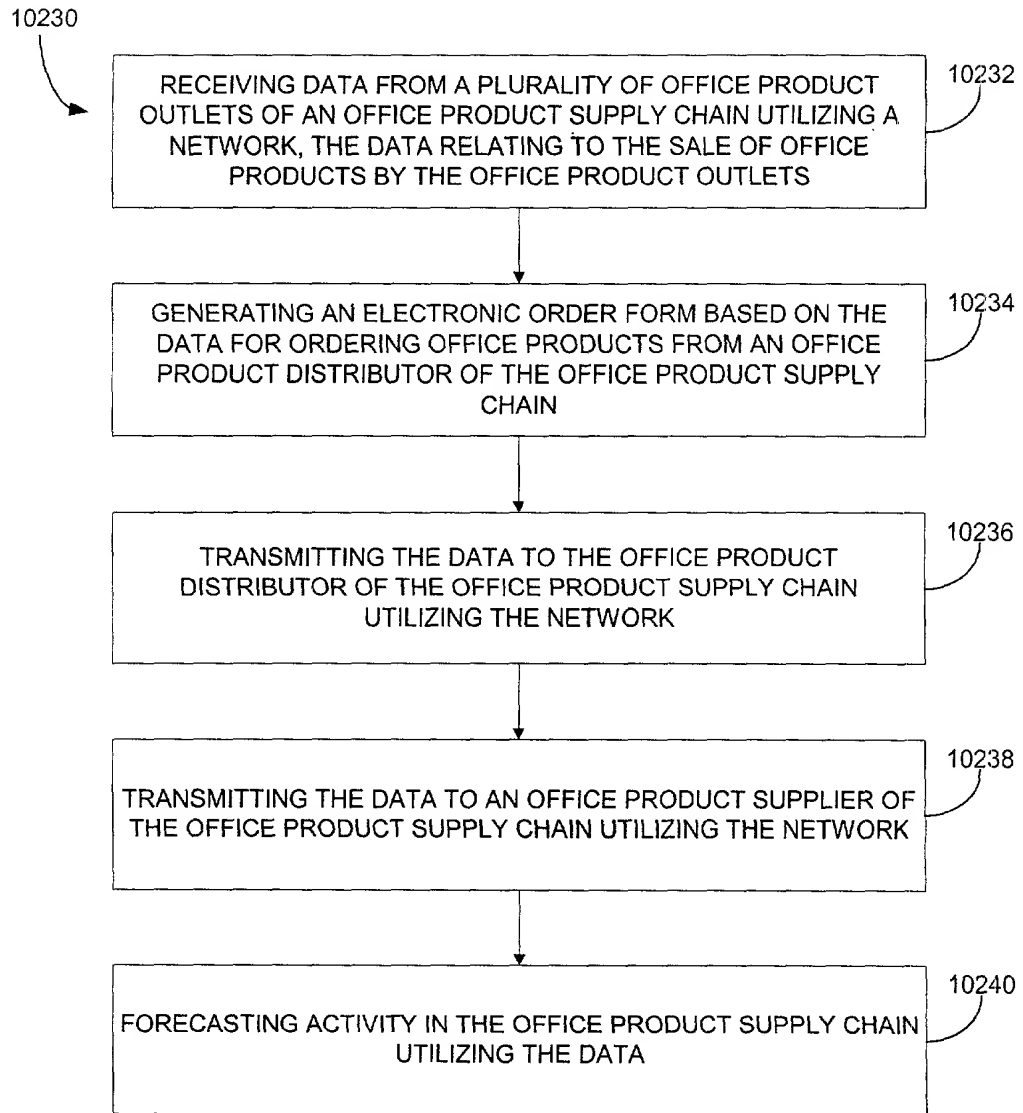 10230
RECEIVING DATA FROM A PLURALITY OF OFFICE PRODUCT
OUTLETS OF AN OFFICE PRODUCT SUPPLY CHAIN UTILIZING A
NETWORK, THE DATA RELATING TO THE SALE OF OFFICE
PRODUCTS BY THE OFFICE PRODUCT OUTLETS
10232
GENERATING AN ELECTRONIC ORDER FORM BASED ON THE
DATA FOR ORDERING OFFICE PRODUCTS FROM AN OFFICE
PRODUCT DISTRIBUTOR OF THE OFFICE PRODUCT SUPPLY
CHAIN
10234
TRANSMITTING THE DATA TO THE OFFICE PRODUCT
DISTRIBUTOR OF THE OFFICE PRODUCT SUPPLY CHAIN
UTILIZING THE NETWORK
10236
TRANSMITTING THE DATA TO AN OFFICE PRODUCT SUPPLIER OF
THE OFFICE PRODUCT SUPPLY CHAIN UTILIZING THE NETWORK
10238
FORECASTING ACTIVITY IN THE OFFICE PRODUCT SUPPLY CHAIN
UTILIZING THE DATA
10240